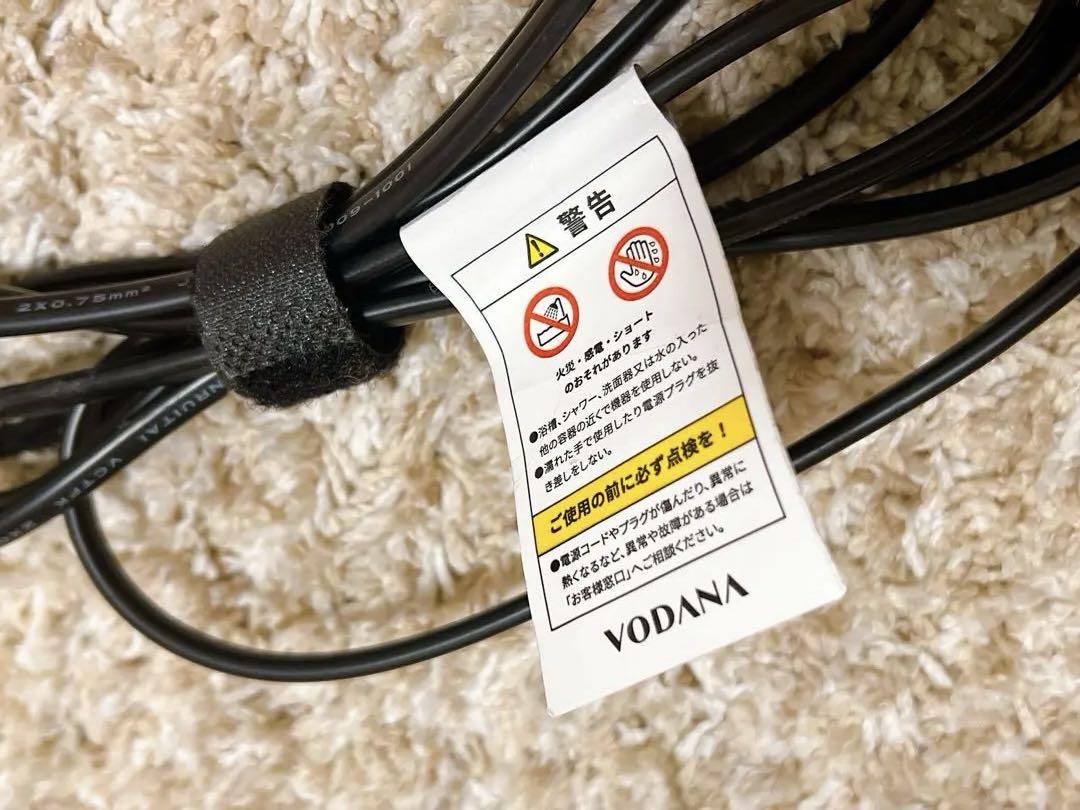 警告
火災・感電・ショート
のおそれがあります
●浴槽、シャワー、洗面器又は水の入った
他の容器の近くで機器を使用しない。
●濡れた手で使用したり電源プラグを抜
き差しをしない。
ご使用の前に必ず点検を！
●電源コードやプラグが傷んだり、異常に
熱くなるなど、異常や故障がある場合は
「お客様窓口」へご相談ください。
VODANA
2X0.75mm²
09-1001